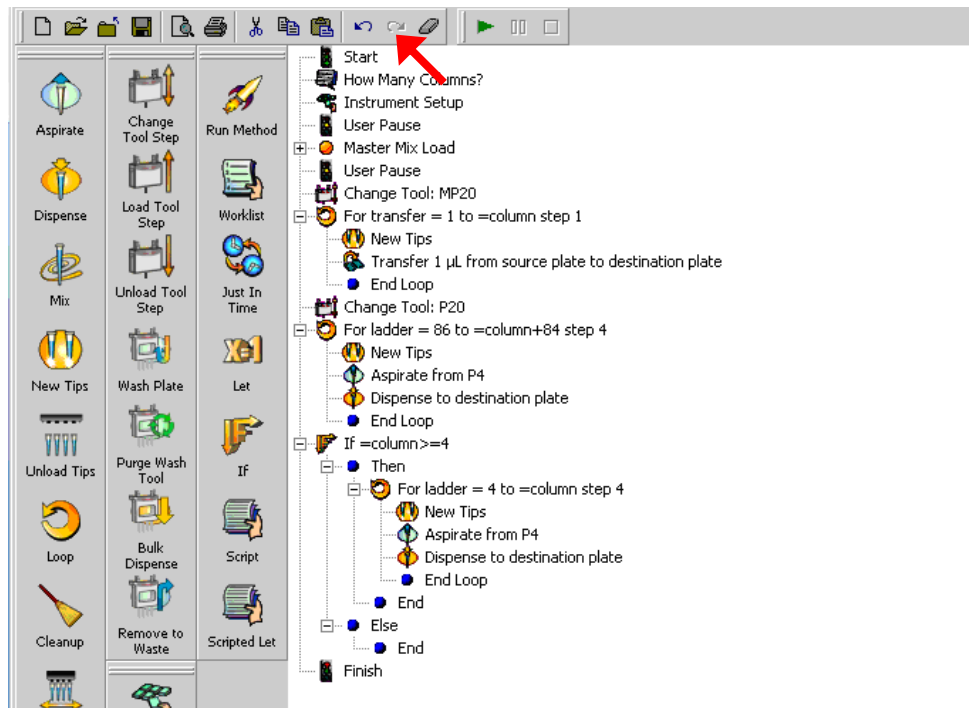 Aspirate
Dispense
Mix
New Tips
Unload Tips
Loop
Cleanup
Change
Tool Step
Load Tool
Step
Unload Tool
Step
Wash Plate
Purge Wash
Tool
Bulk
Dispense
Remove to
Waste
Run Method
Worklist
Just In
Time
X=1
Let
If
Script
Scripted Let
Start
How Many Columns?
Instrument Setup
User Pause
Master Mix Load
User Pause
Change Tool: MP20
For transfer = 1 to =column step 1
New Tips
Transfer 1 µL from source plate to destination plate
End Loop
Change Tool: P20
For ladder = 86 to =column+84 step 4
New Tips
Aspirate from P4
Dispense to destination plate
End Loop
If =column>=4
Then
For ladder = 4 to =column step 4
New Tips
Aspirate from P4
Dispense to destination plate
End Loop
End
Else
End
Finish